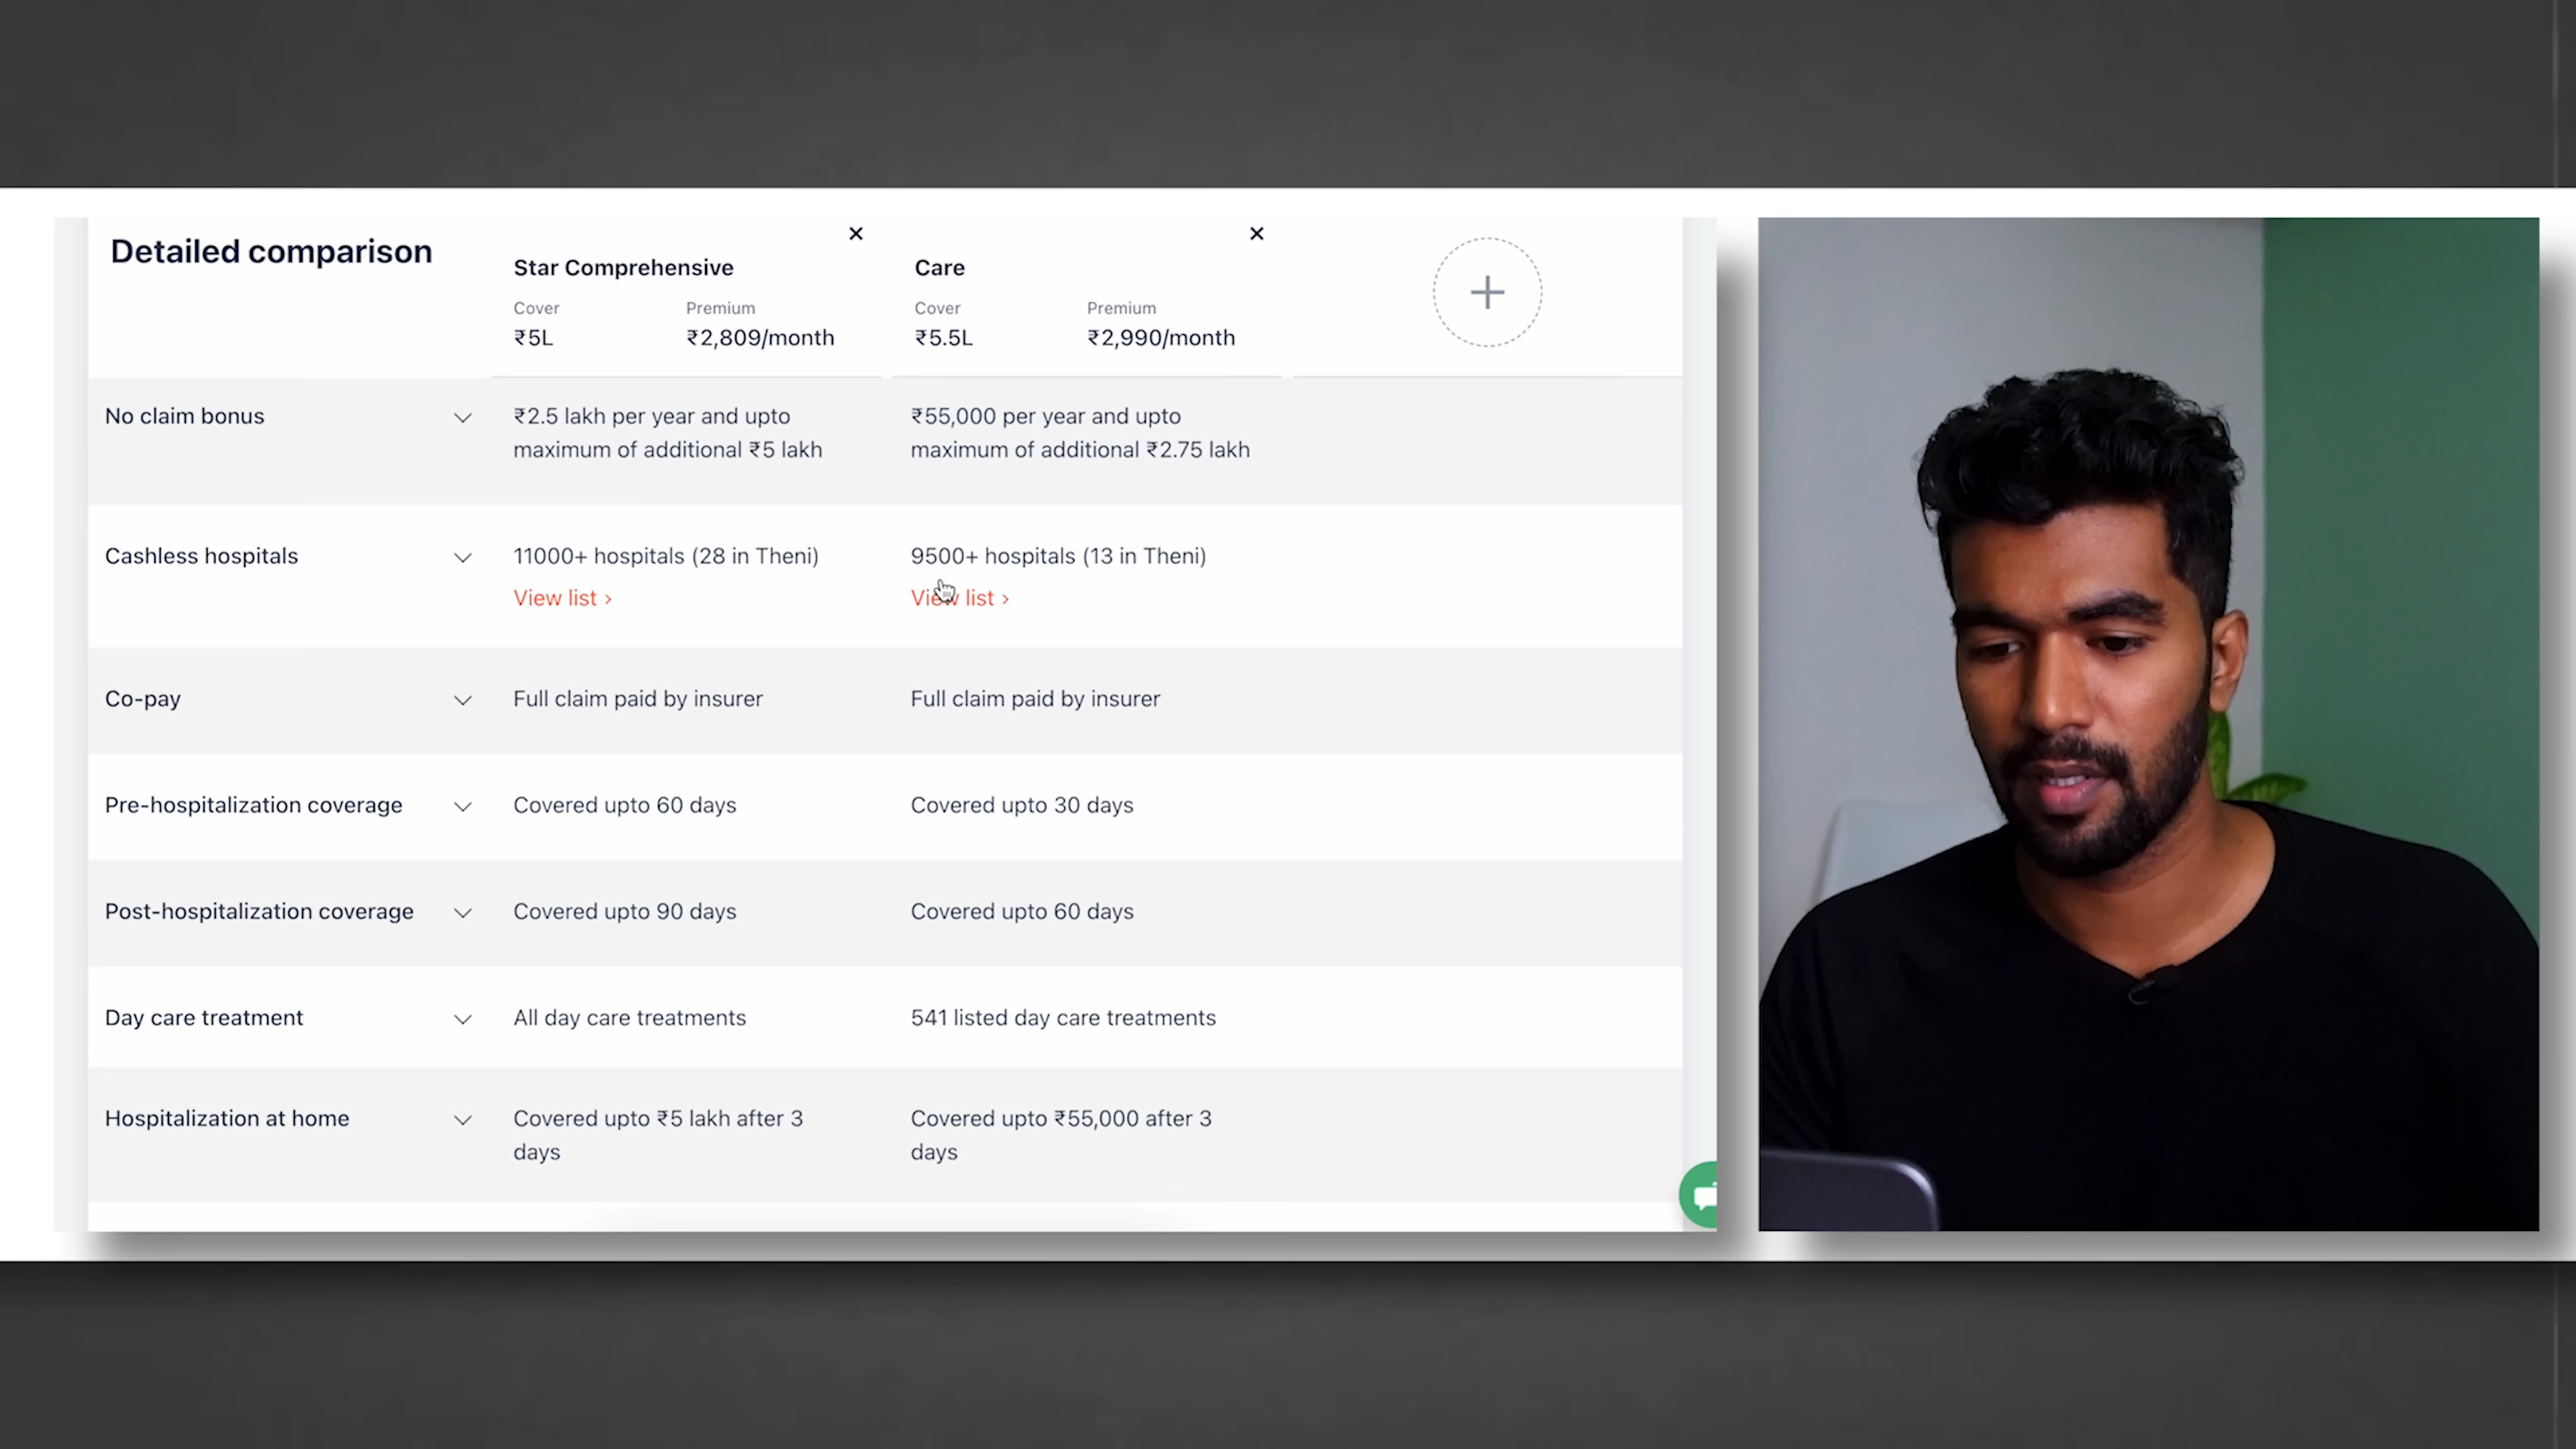 Detailed comparison
Star Comprehensive
Cover
Premium
₹5L
₹2,809/month
Care
Cover
Premium
₹5.5L
₹2,990/month
No claim bonus
₹2.5 lakh per year and upto
maximum of additional ₹5 lakh
₹55,000 per year and upto
maximum of additional ₹2.75 lakh
Cashless hospitals
11000+ hospitals (28 in Theni)
View list >
9500+ hospitals (13 in Theni)
View list >
Co-pay
Full claim paid by insurer
Full claim paid by insurer
Pre-hospitalization coverage
Covered upto 60 days
Covered upto 30 days
Post-hospitalization coverage
Covered upto 90 days
Covered upto 60 days
Day care treatment
All day care treatments
541 listed day care treatments
Hospitalization at home
Covered upto ₹5 lakh after 3
days
Covered upto ₹55,000 after 3
days